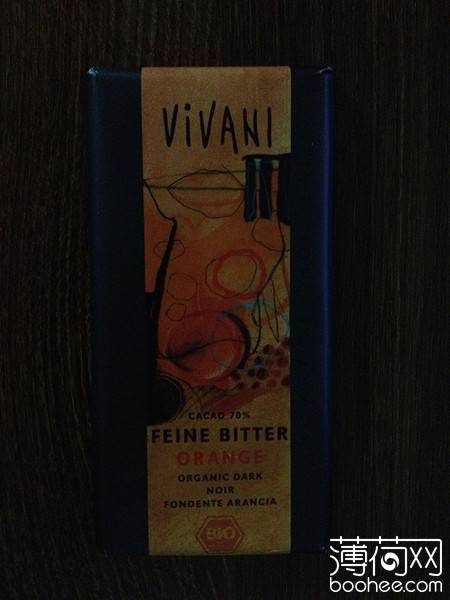 ViVANI
CACAO 70%
FEINE BITTER
ORANGE
ORGANIC DARK
NOIR
FONDENTE ARANCIA
BIO
薄荷网
boohee.com